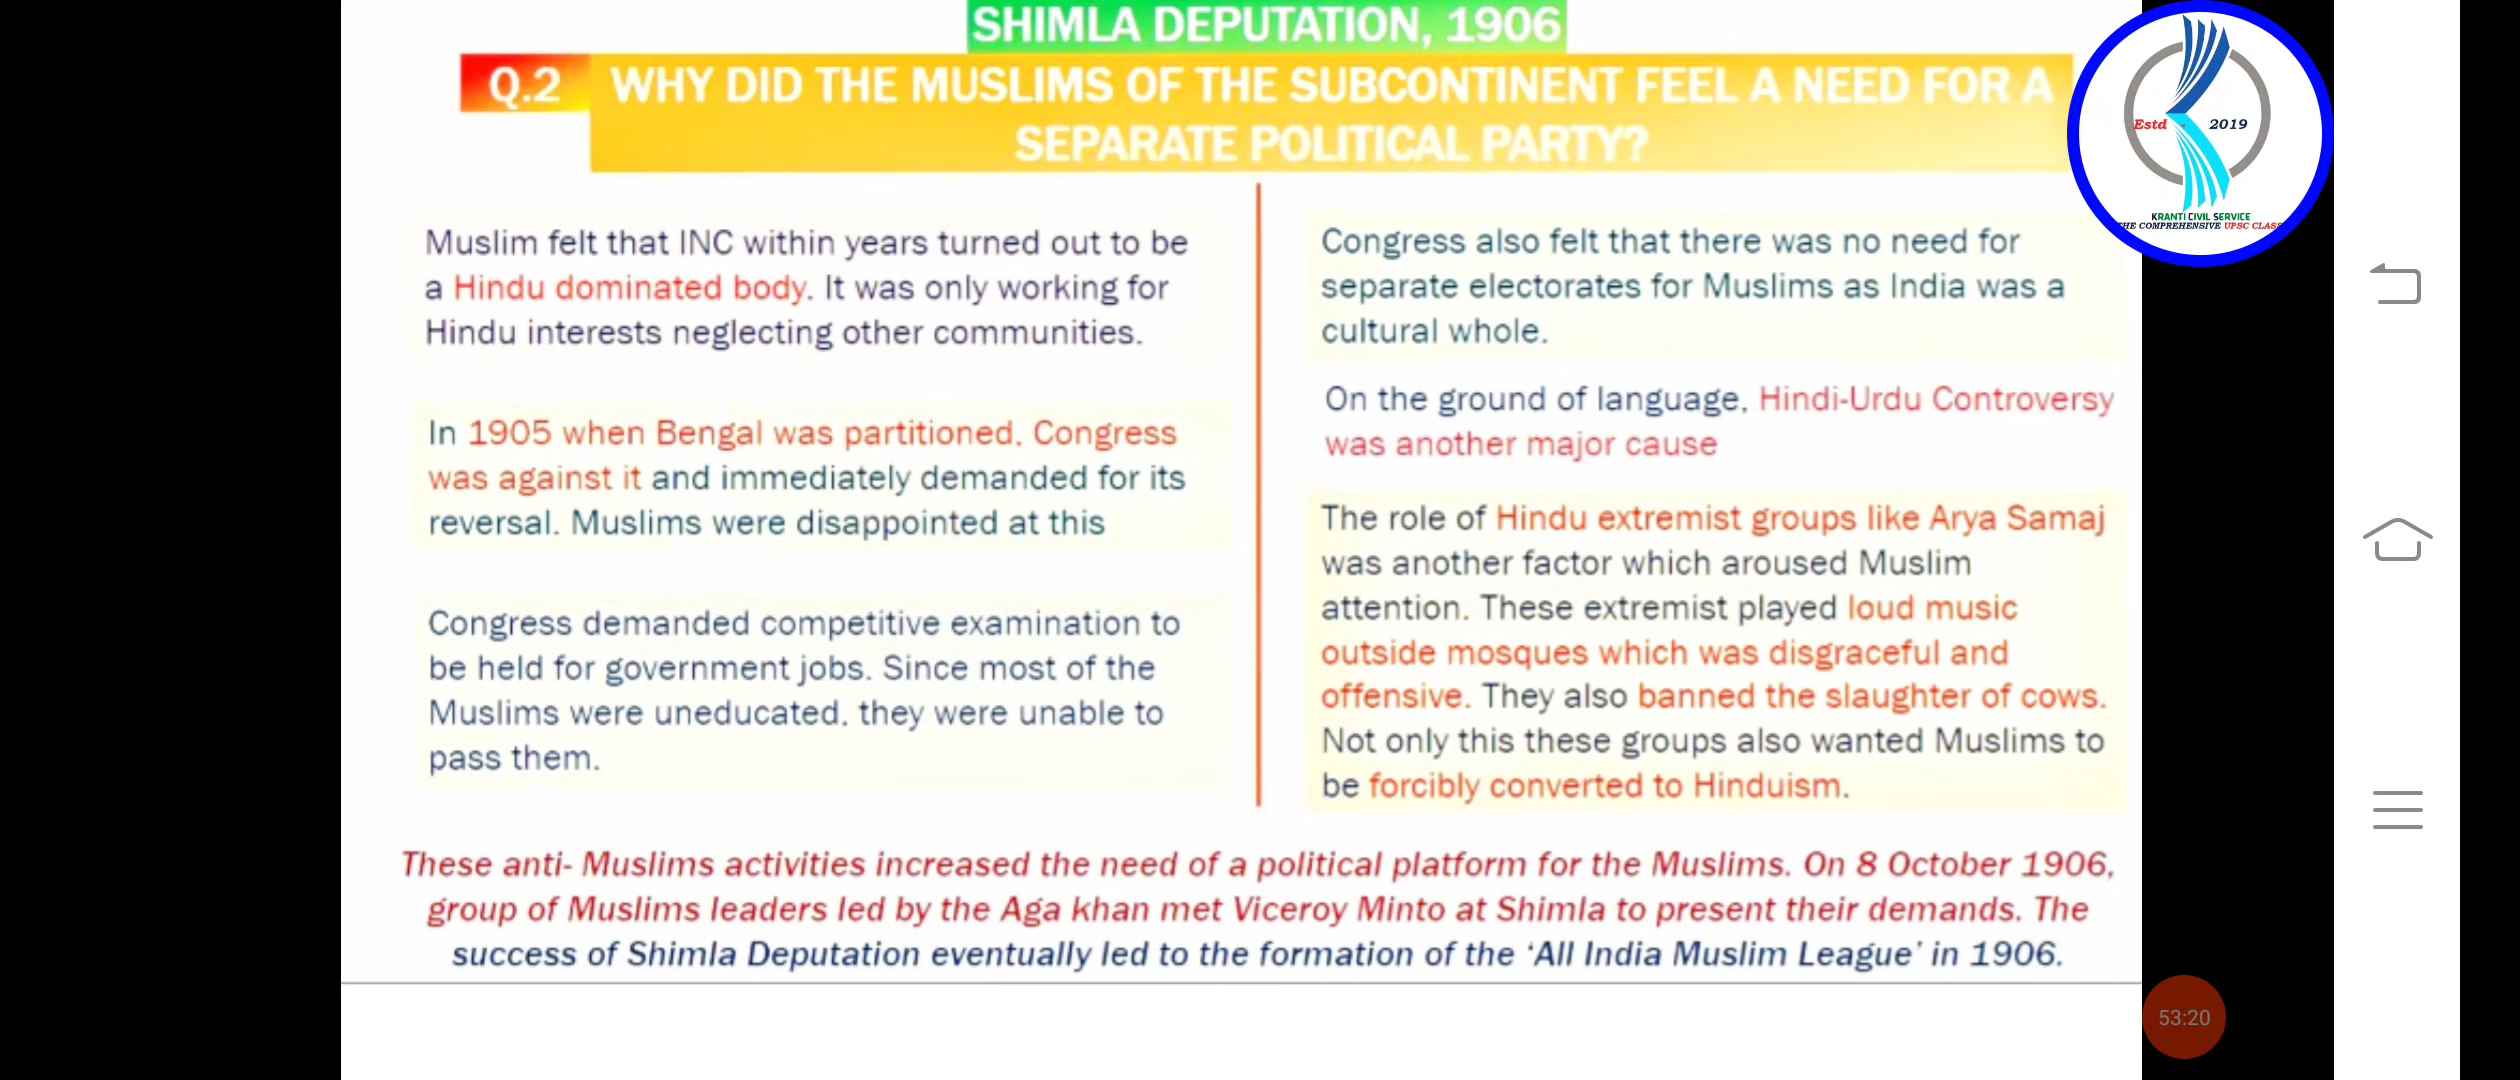 SHIMLA DEPUTATION, 1906
Q.2 WHY DID THE MUSLIMS OF THE SUBCONTINENT FEEL A NEED FOR A
SEPARATE POLITICAL PARTY?
Muslim felt that INC within years turned out to be
a Hindu dominated body. It was only working for
Hindu interests neglecting other communities.
In 1905 when Bengal was partitioned, Congress
was against it and immediately demanded for its
reversal. Muslims were disappointed at this
Congress demanded competitive examination to
be held for government jobs. Since most of the
Muslims were uneducated, they were unable to
pass them.
Congress also felt that there was no need for
separate electorates for Muslims as India was a
cultural whole.
On the ground of language, Hindi-Urdu Controversy
was another major cause
The role of Hindu extremist groups like Arya Samaj
was another factor which aroused Muslim
attention. These extremist played loud music
outside mosques which was disgraceful and
offensive. They also banned the slaughter of cows.
Not only this these groups also wanted Muslims to
be forcibly converted to Hinduism.
These anti- Muslims activities increased the need of a political platform for the Muslims. On 8 October 1906,
group of Muslims leaders led by the Aga khan met Viceroy Minto at Shimla to present their demands. The
success of Shimla Deputation eventually led to the formation of the ‘All India Muslim League’ in 1906.
Estd 2019
KRANTI CIVIL SERVICE
THE COMPREHENSIVE UPSC CLASS
53:20